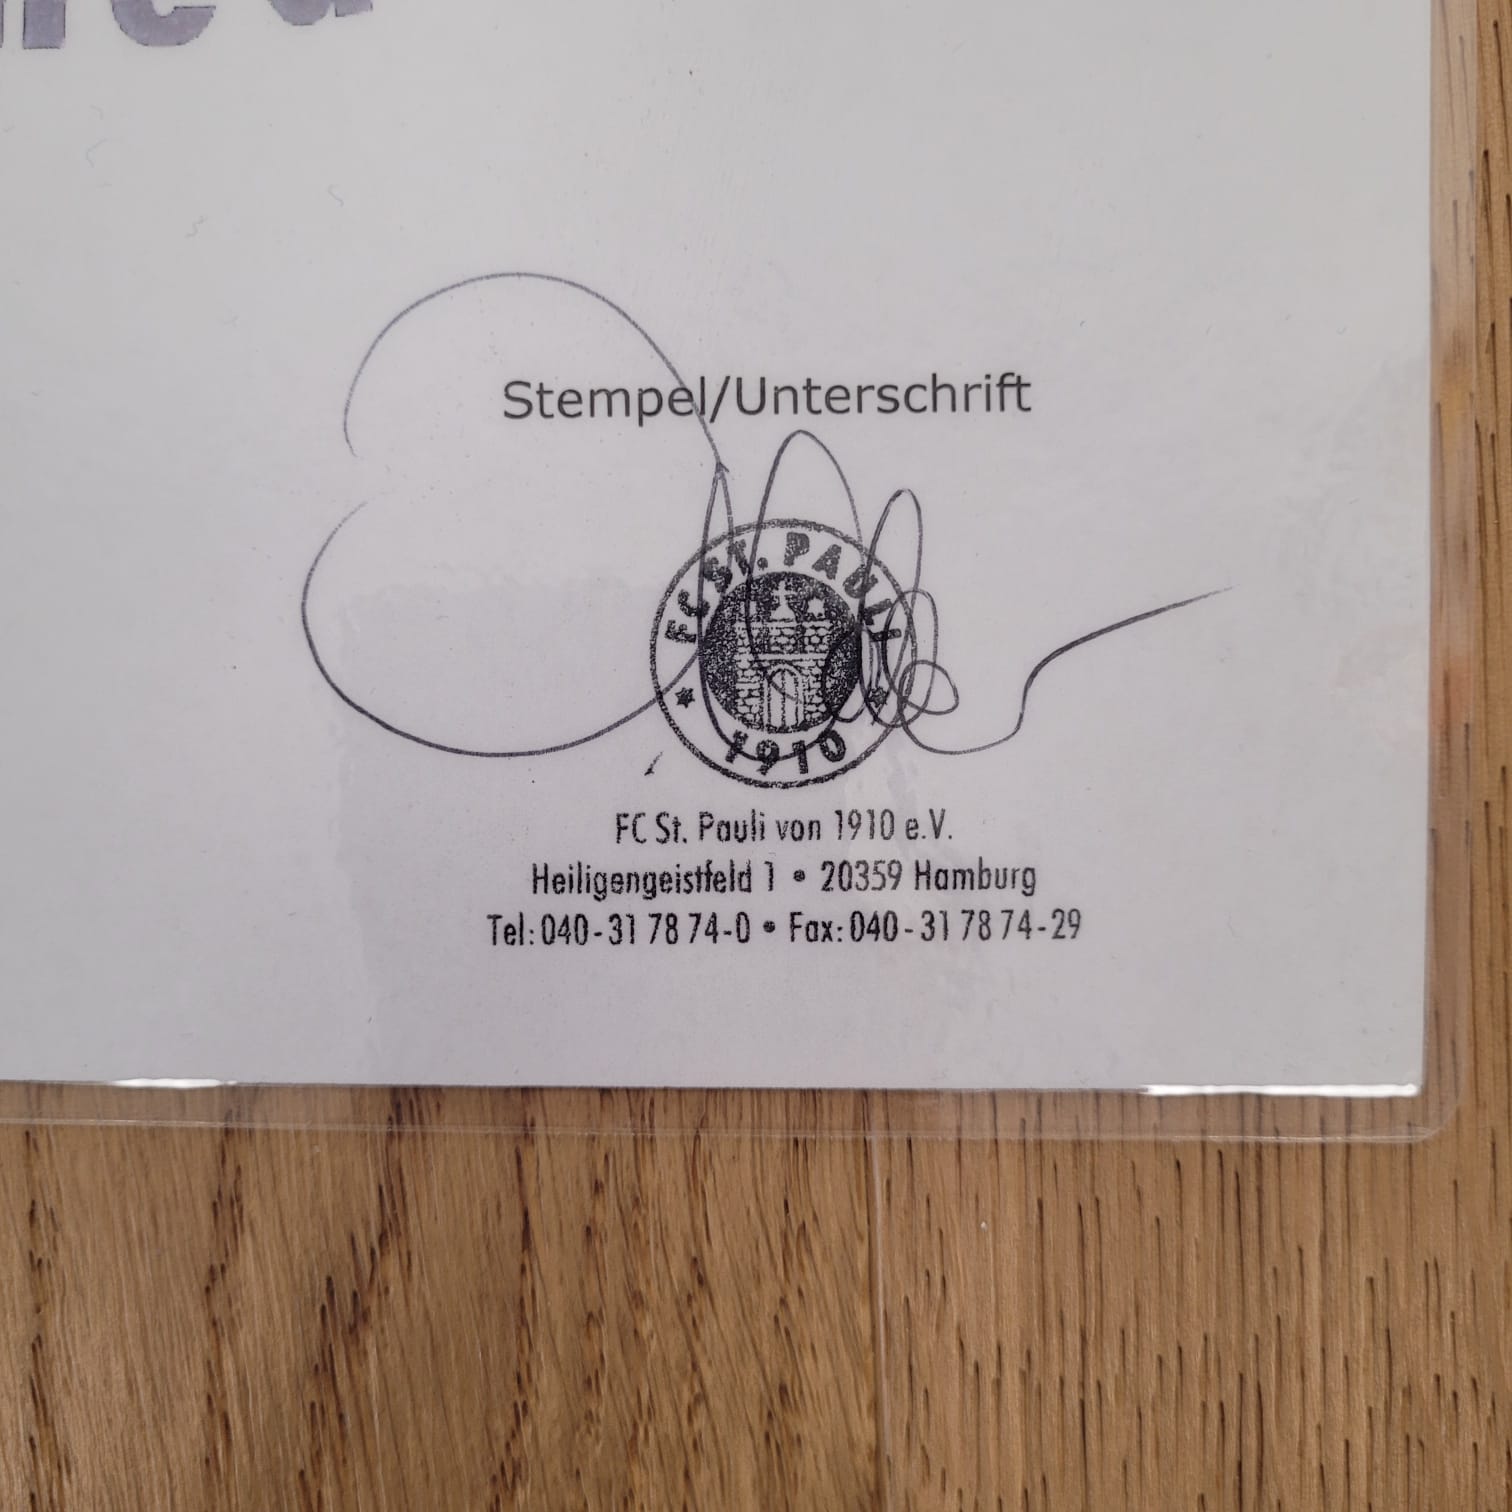 Stempel/Unterschrift
FC ST. PAULI
1910
FC St. Pauli von 1910 e.V.
Heiligengeistfeld 1 • 20359 Hamburg
Tel: 040 - 31 78 74-0 • Fax: 040 - 31 78 74-29